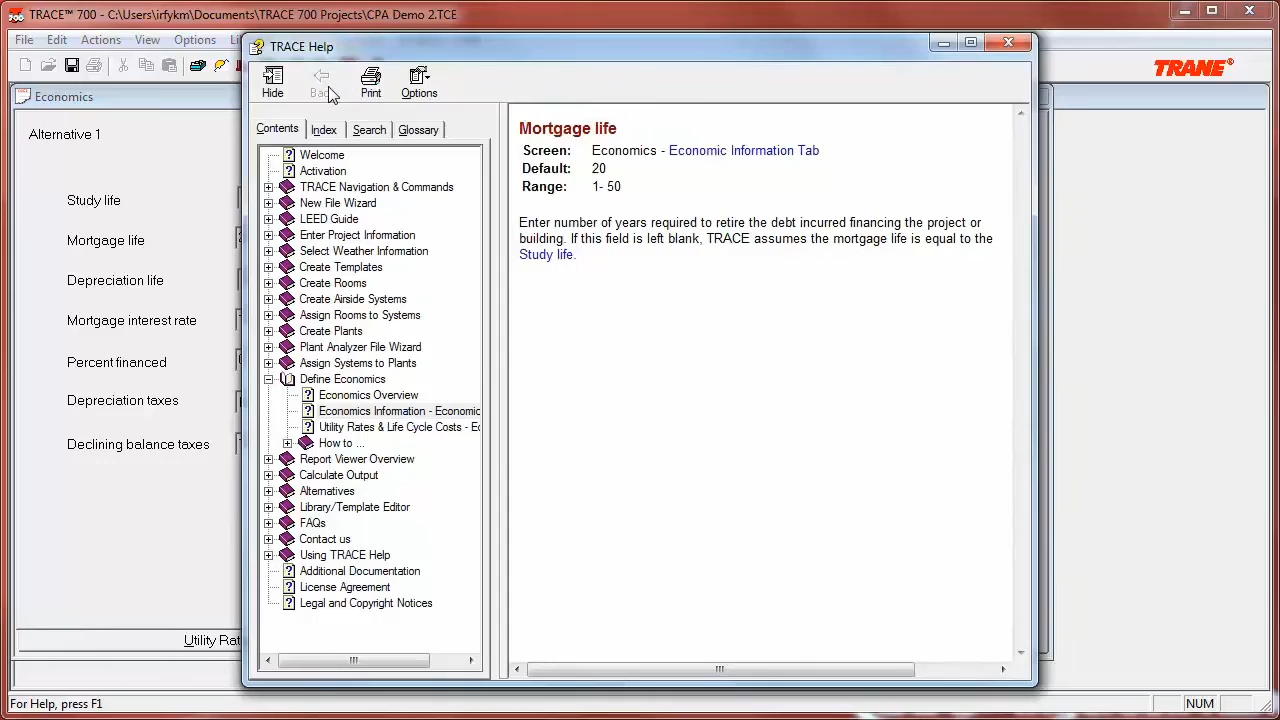 TRACE™ 700 - C:\Users\irfykm\Documents\TRACE 700 Projects\CPA Demo 2.TCE
File Edit Actions View Options
TRANE®
Economics
Alternative 1
Study life
Mortgage life
Depreciation life
Mortgage interest rate
Percent financed
Depreciation taxes
Declining balance taxes
Utility Rat
TRACE Help
Hide Back Print Options
Contents Index Search Glossary
Welcome
Activation
TRACE Navigation & Commands
New File Wizard
LEED Guide
Enter Project Information
Select Weather Information
Create Templates
Create Rooms
Create Airside Systems
Assign Rooms to Systems
Create Plants
Plant Analyzer File Wizard
Assign Systems to Plants
Define Economics
Economics Overview
Economics Information - Economic
Utility Rates & Life Cycle Costs - Ec
How to ...
Report Viewer Overview
Calculate Output
Alternatives
Library/Template Editor
FAQs
Contact us
Using TRACE Help
Additional Documentation
License Agreement
Legal and Copyright Notices
Mortgage life
Screen: Economics - Economic Information Tab
Default: 20
Range: 1- 50
Enter number of years required to retire the debt incurred financing the project or
building. If this field is left blank, TRACE assumes the mortgage life is equal to the
Study life.
For Help, press F1
NUM